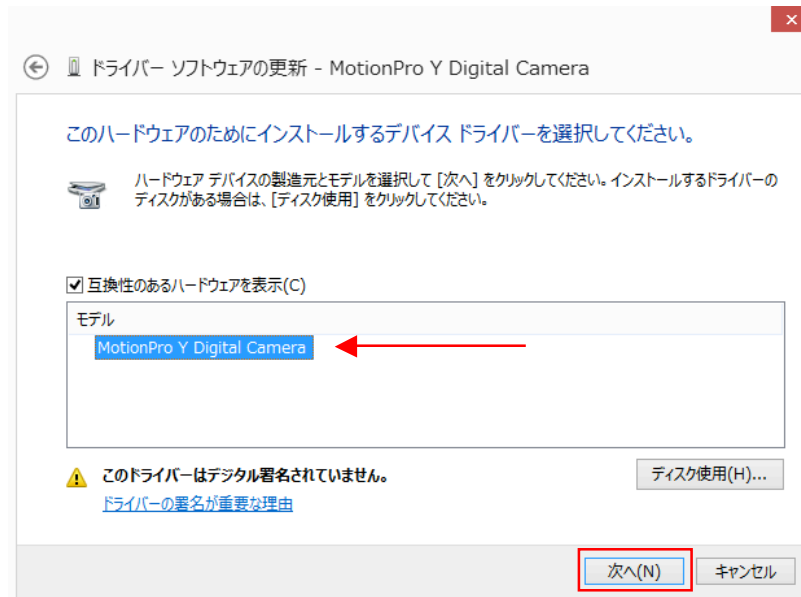 ドライバー ソフトウェアの更新 - MotionPro Y Digital Camera
このハードウェアのためにインストールするデバイス ドライバーを選択してください。
ハードウェア デバイスの製造元とモデルを選択して [次へ] をクリックしてください。インストールするドライバーの
ディスクがある場合は、[ディスク使用] をクリックしてください。
互換性のあるハードウェアを表示(C)
モデル
MotionPro Y Digital Camera
このドライバーはデジタル署名されていません。
ディスク使用(H)...
ドライバーの署名が重要な理由
次へ(N)
キャンセル